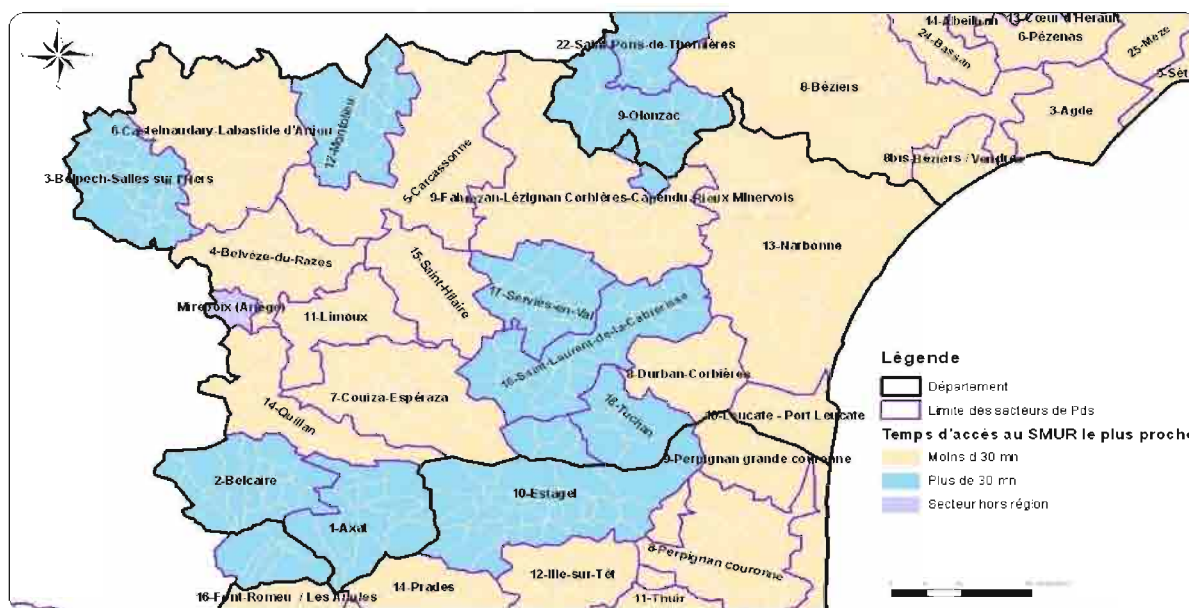 14-Albeilum
13-Cœur d'Hérault
22-Saint Pons-de-Thomières
6-Pézenas
24-Bassan
25-Meze
5-Sèt
8-Béziers
3-Agde
9-Olonzac
6-Castelnaudary-Labastide d'Anjou
12-Montolieu
8bis-Béziers / Vendres
3-Belpech-Salles sur l'Hers
5-Carcassonne
9-Fabrezan-Lézignan Corbières-Capendu-Rieux Minervois
13-Narbonne
4-Belvèze-du-Razes
15-Saint-Hilaire
Mirepoix (Ariège)
11-Limoux
17-Servies-en-Val
16-Saint-Laurent-de-la-Cabrerisse
8-Durban-Corbières
7-Couiza-Espéraza
14-Quillan
18-Tuchan
10-Leucate - Port Leucate
9-Perpignan grande couronne
2-Belcaire
10-Estagel
1-Axat
8-Perpignan couronne
12-Ille-sur-Têt
14-Prades
16-Font-Romeu / Les Angles
11-Thuir
Légende
Département
Limite des secteurs de Pds
Temps d'accès au SMUR le plus proche
Moins d 30 mn
Plus de 30 mn
Secteur hors région